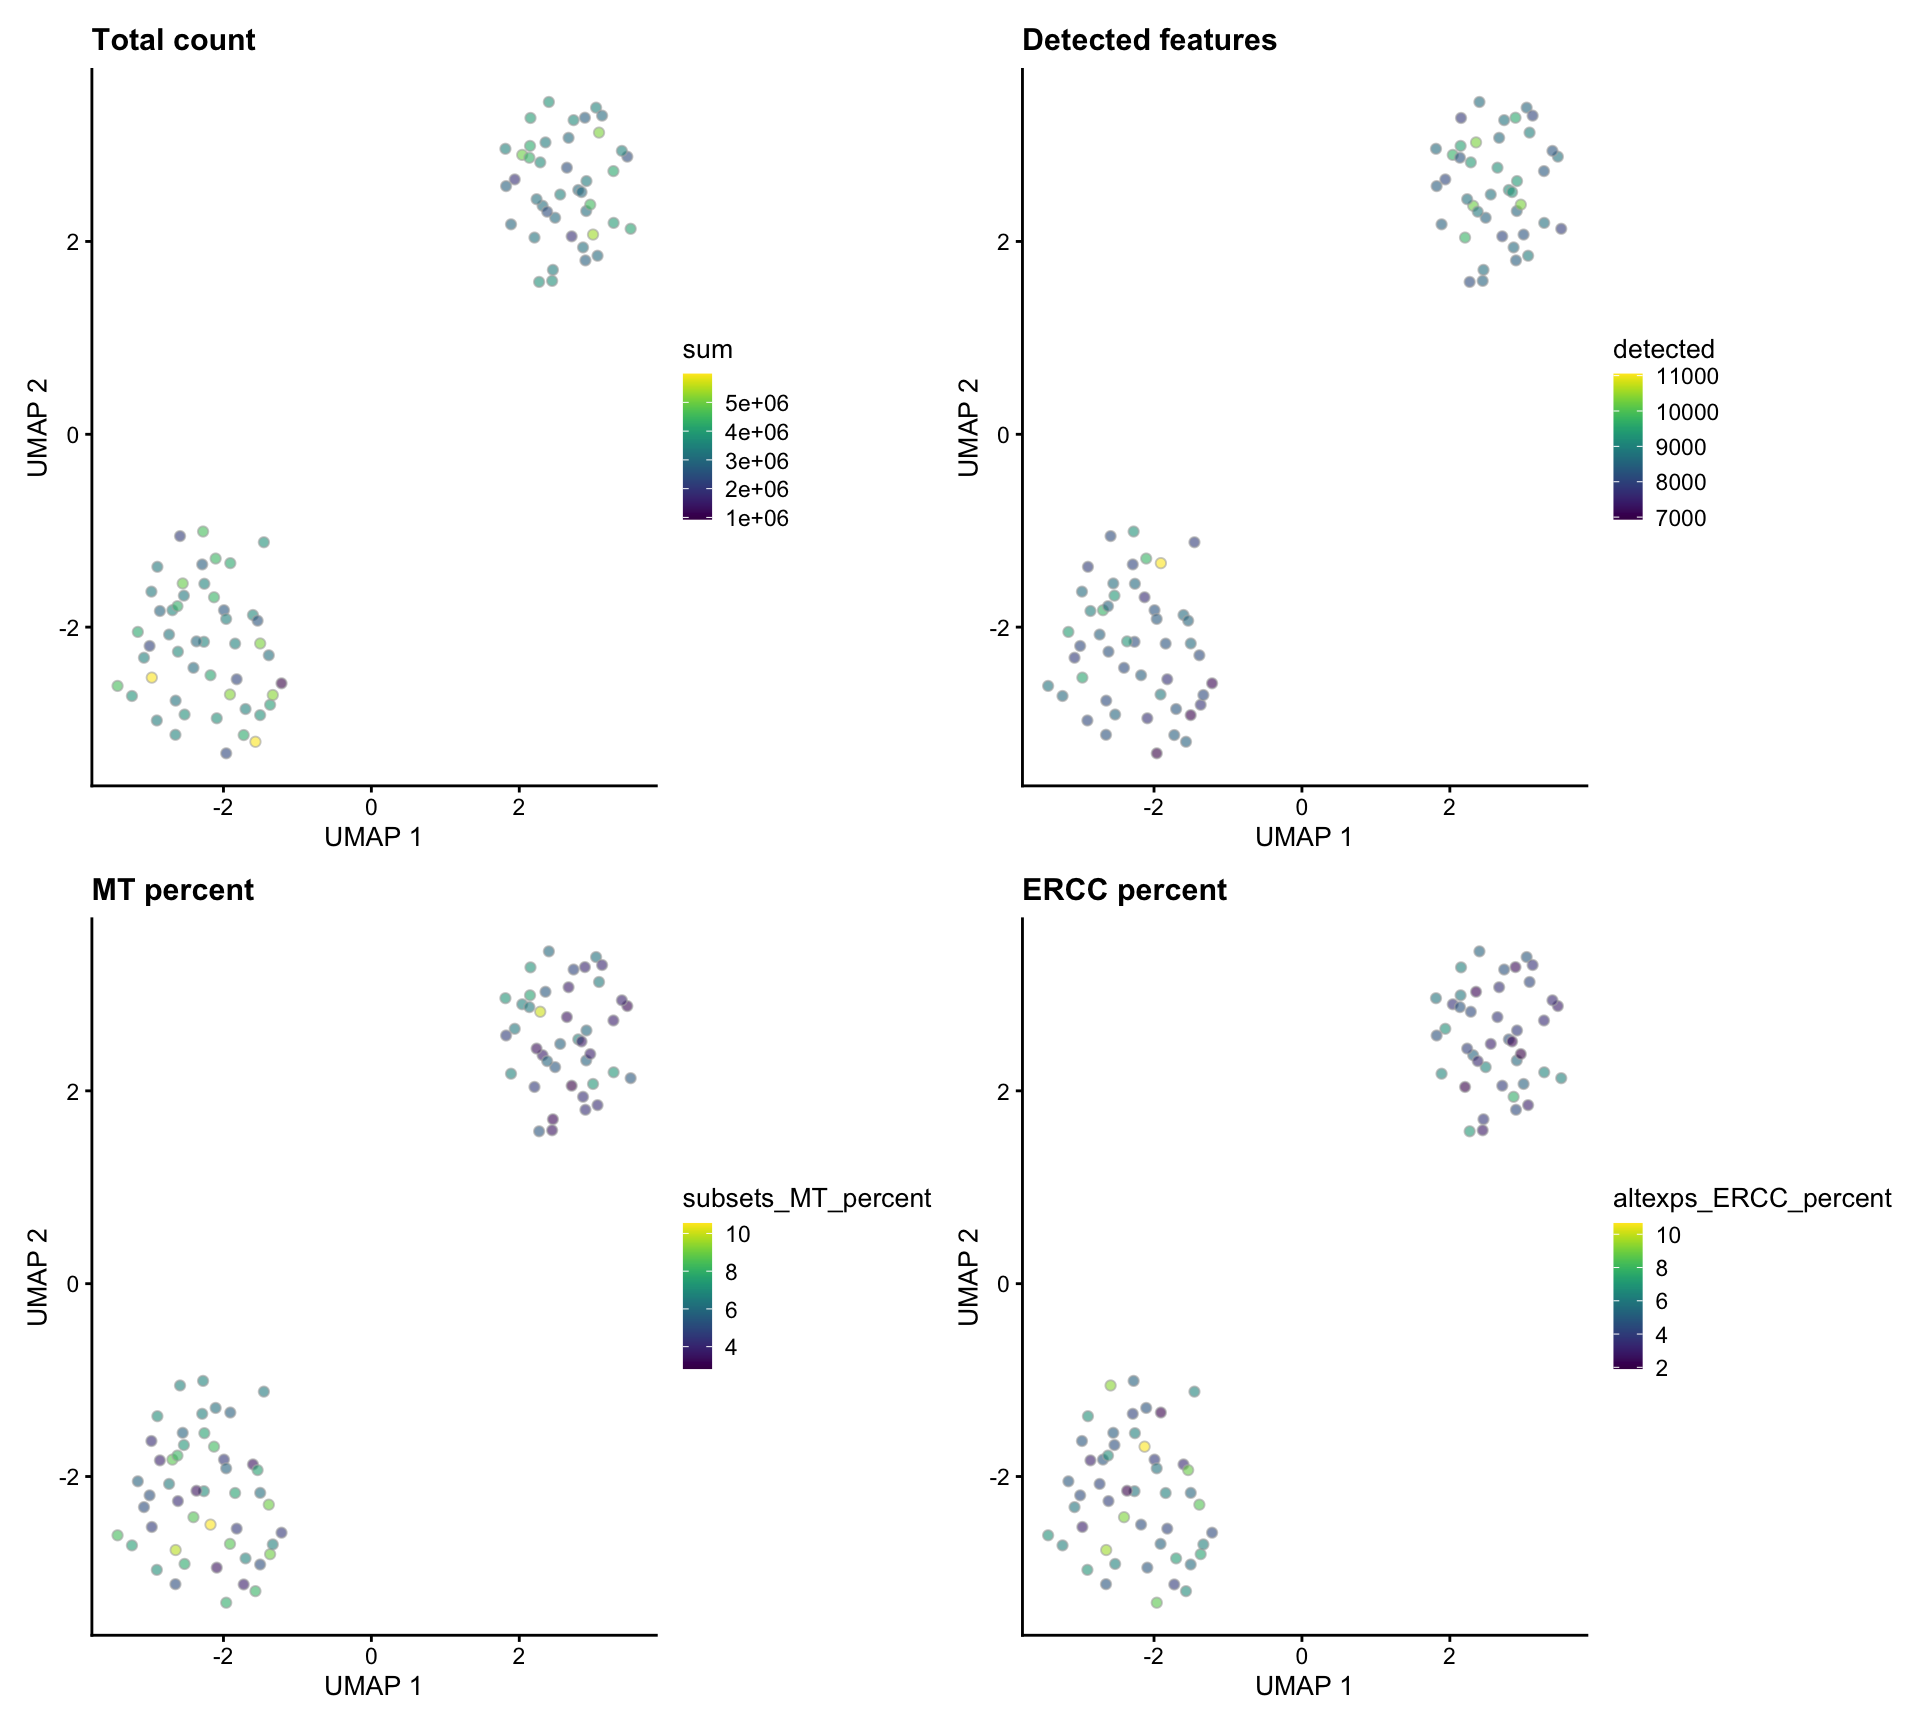 Total count
2
0
-2
UMAP 2
-2 0 2
UMAP 1
sum
5e+06
4e+06
3e+06
2e+06
1e+06
Detected features
2
0
-2
UMAP 2
-2 0 2
UMAP 1
detected
11000
10000
9000
8000
7000
MT percent
2
0
-2
UMAP 2
-2 0 2
UMAP 1
subsets_MT_percent
10
8
6
4
ERCC percent
2
0
-2
UMAP 2
-2 0 2
UMAP 1
altexps_ERCC_percent
10
8
6
4
2